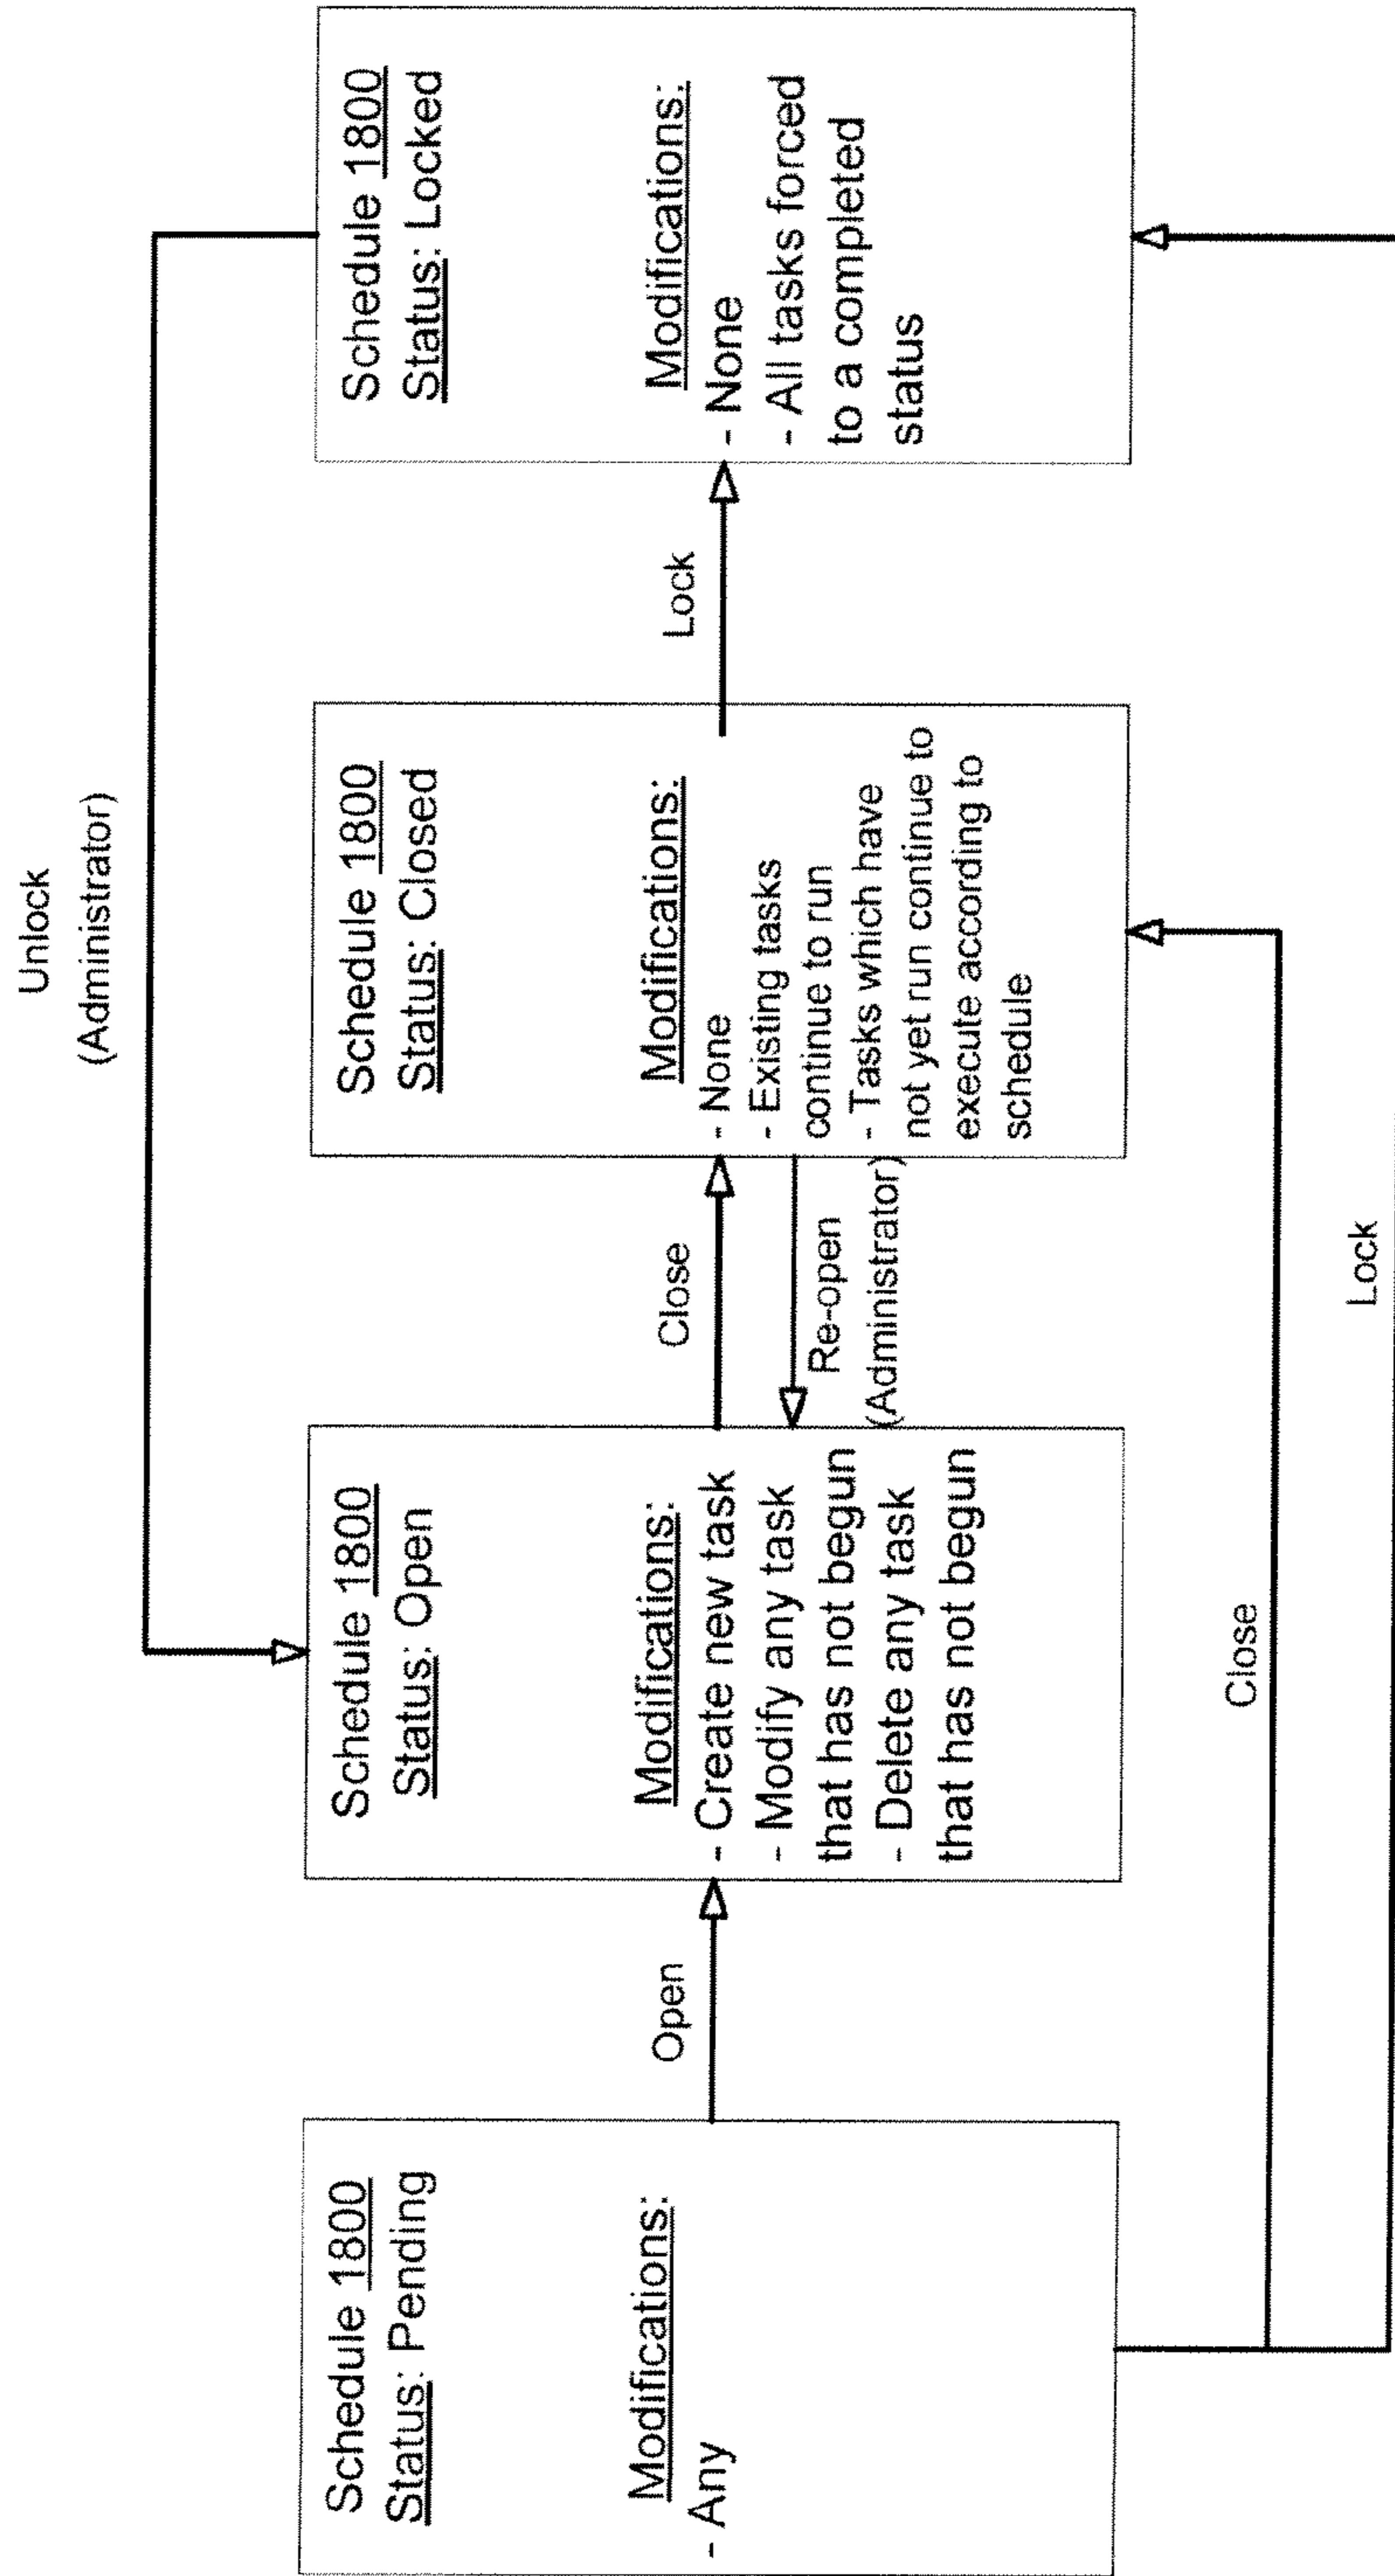 Unlock
(Administrator)
Schedule 1800
Status: Pending
Modifications:
- Any
Open
Schedule 1800
Status: Open
Modifications:
- Create new task
- Modify any task
that has not begun
- Delete any task
that has not begun
Close
Re-open
(Administrator)
Schedule 1800
Status: Closed
Modifications:
- None
- Existing tasks
continue to run
- Tasks which have
not yet run continue to
execute according to
schedule
Lock
Schedule 1800
Status: Locked
Modifications:
- None
- All tasks forced
to a completed
status
Close
Lock